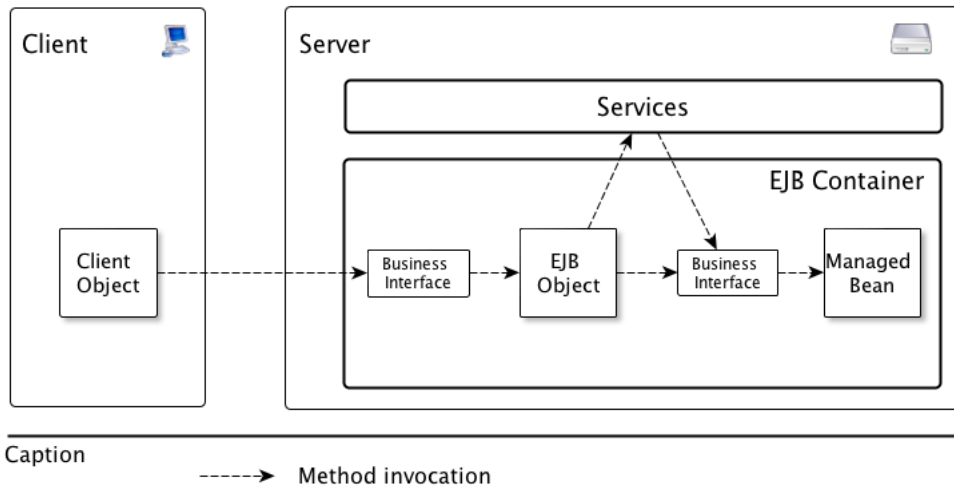 Client
Server
Services
EJB Container
Client
Object
Business
Interface
EJB
Object
Business
Interface
Managed
Bean
Caption
Method invocation